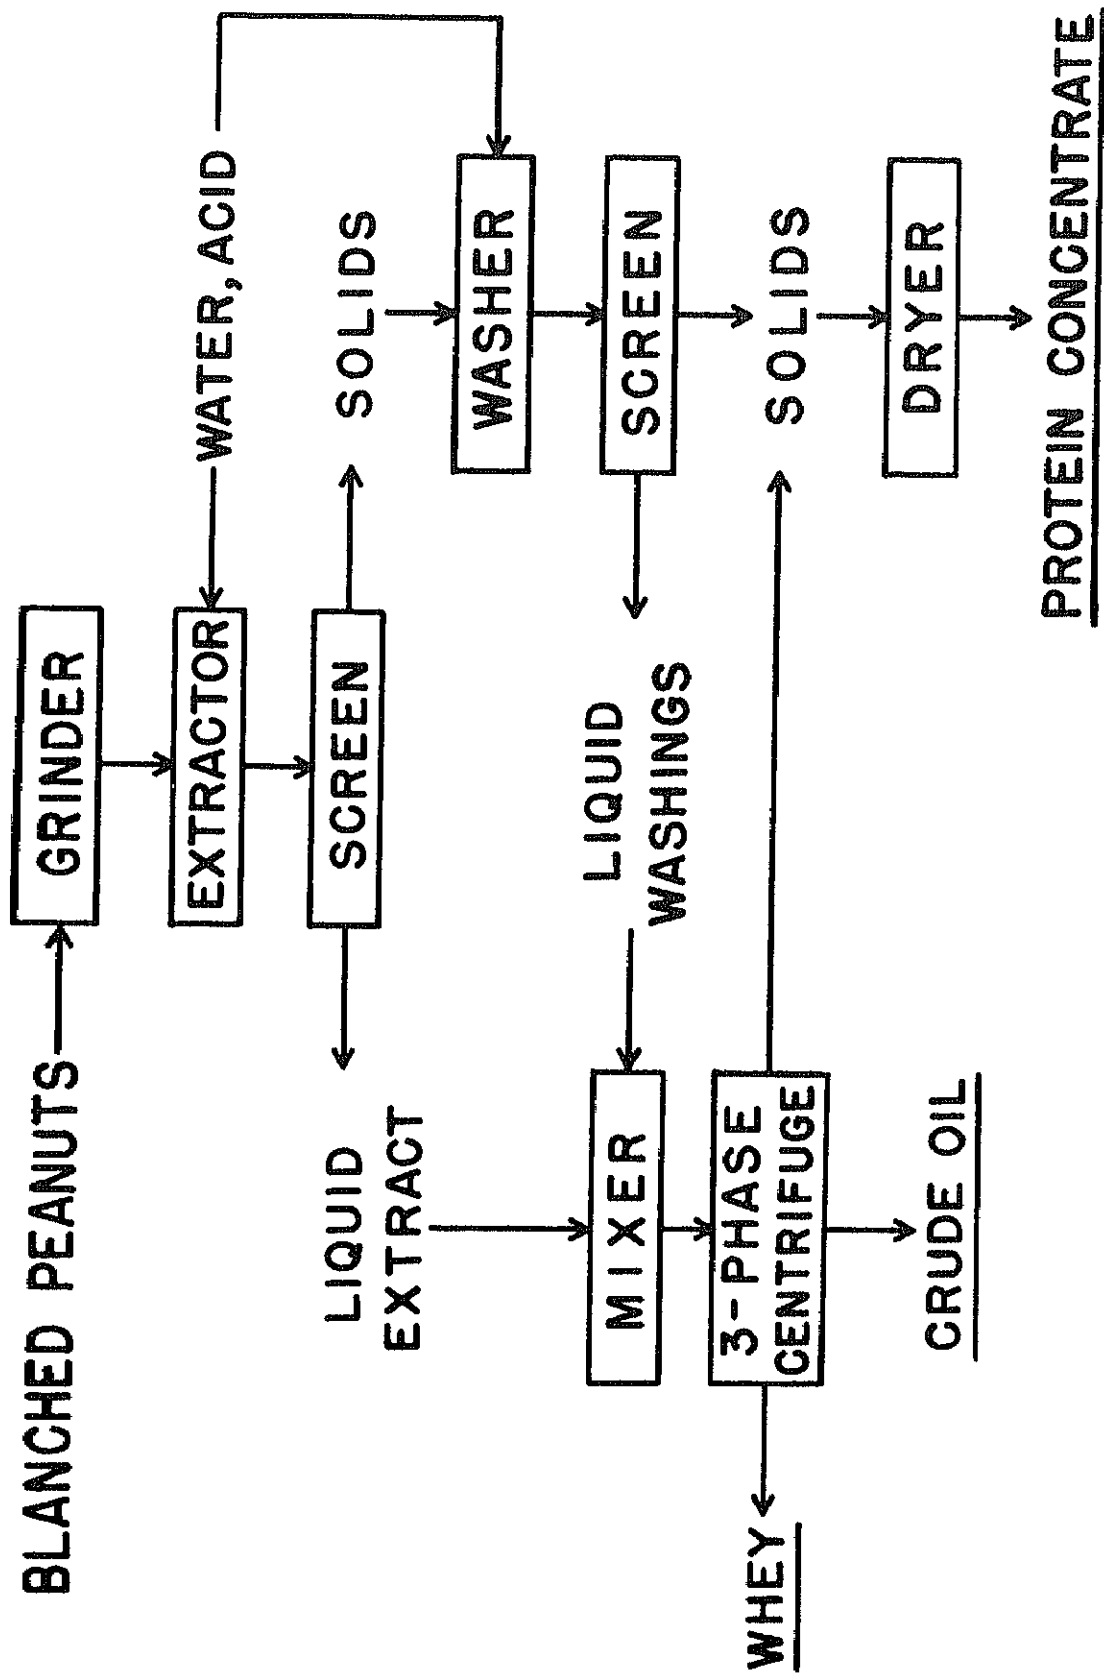 BLANCHED PEANUTS
GRINDER
EXTRACTOR
WATER, ACID
SCREEN
LIQUID
EXTRACT
SOLIDS
WASHER
LIQUID
WASHINGS
SCREEN
MIXER
3-PHASE
CENTRIFUGE
SOLIDS
WHEY
CRUDE OIL
DRYER
PROTEIN CONCENTRATE